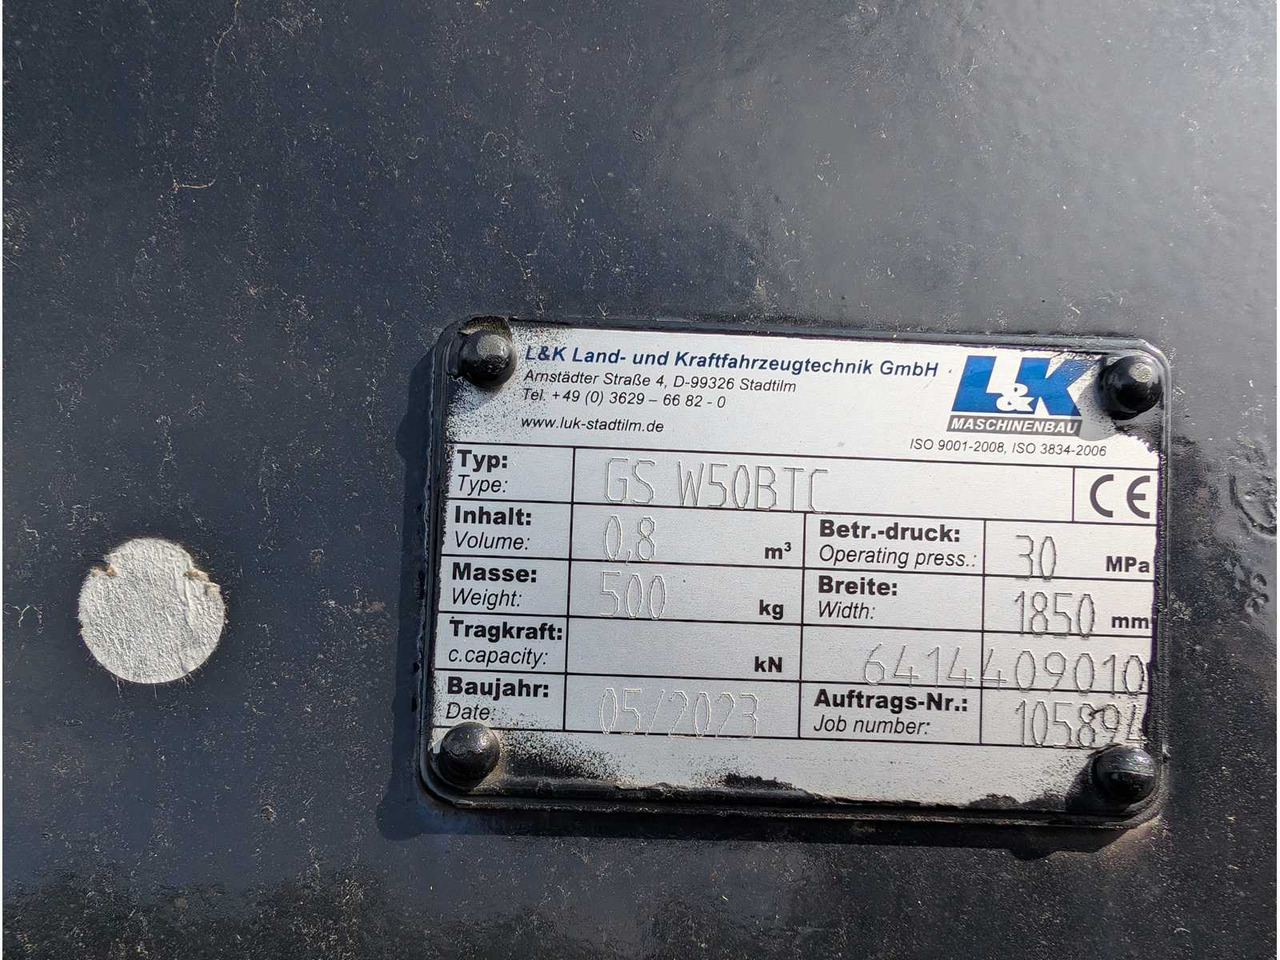 L&K Land- und Kraftfahrzeugtechnik GmbH
Arnstädter Straße 4, D-99326 Stadtilm
Tel. +49 (0) 3629 – 66 82 - 0
www.luk-stadtilm.de
L&K
MASCHINENBAU
ISO 9001-2008, ISO 3834-2006
Typ: GS W50BTC
Type:
CE
Inhalt: 0,8 m³
Volume:
Betr.-druck: 30 MPa
Operating press.:
Masse: 500 kg
Weight:
Breite: 1850 mm
Width:
Tragkraft: kN
c.capacity:
6414409010
Baujahr: 05/2023
Date:
Auftrags-Nr.: 105894
Job number: